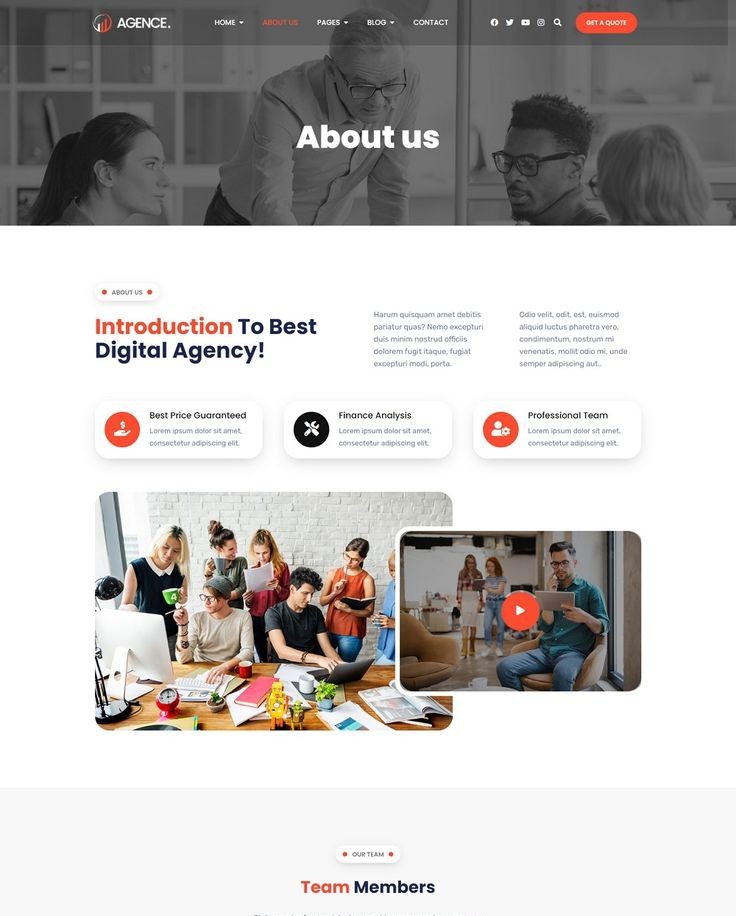 AGENCE.
HOME
ABOUT US
PAGES
BLOG
CONTACT
GET A QUOTE
About us
ABOUT US
Introduction To Best
Digital Agency!
Harum quisquam amet debitis
pariatur quas? Nemo excepturi
duis minim nostrud officiis
dolorem fugit itaque, fugiat
excepturi modi, porta.
Odio velit, odit, est, euismod
aliquid luctus pharetra vero,
condimentum, nostrum mi
venenatis, mollit odio mi, unde
semper adipiscing aut..
Best Price Guaranteed
Lorem ipsum dolor sit amet,
consectetur adipiscing elit.
Finance Analysis
Lorem ipsum dolor sit amet,
consectetur adipiscing elit.
Professional Team
Lorem ipsum dolor sit amet,
consectetur adipiscing elit.
4
OUR TEAM
Team Members